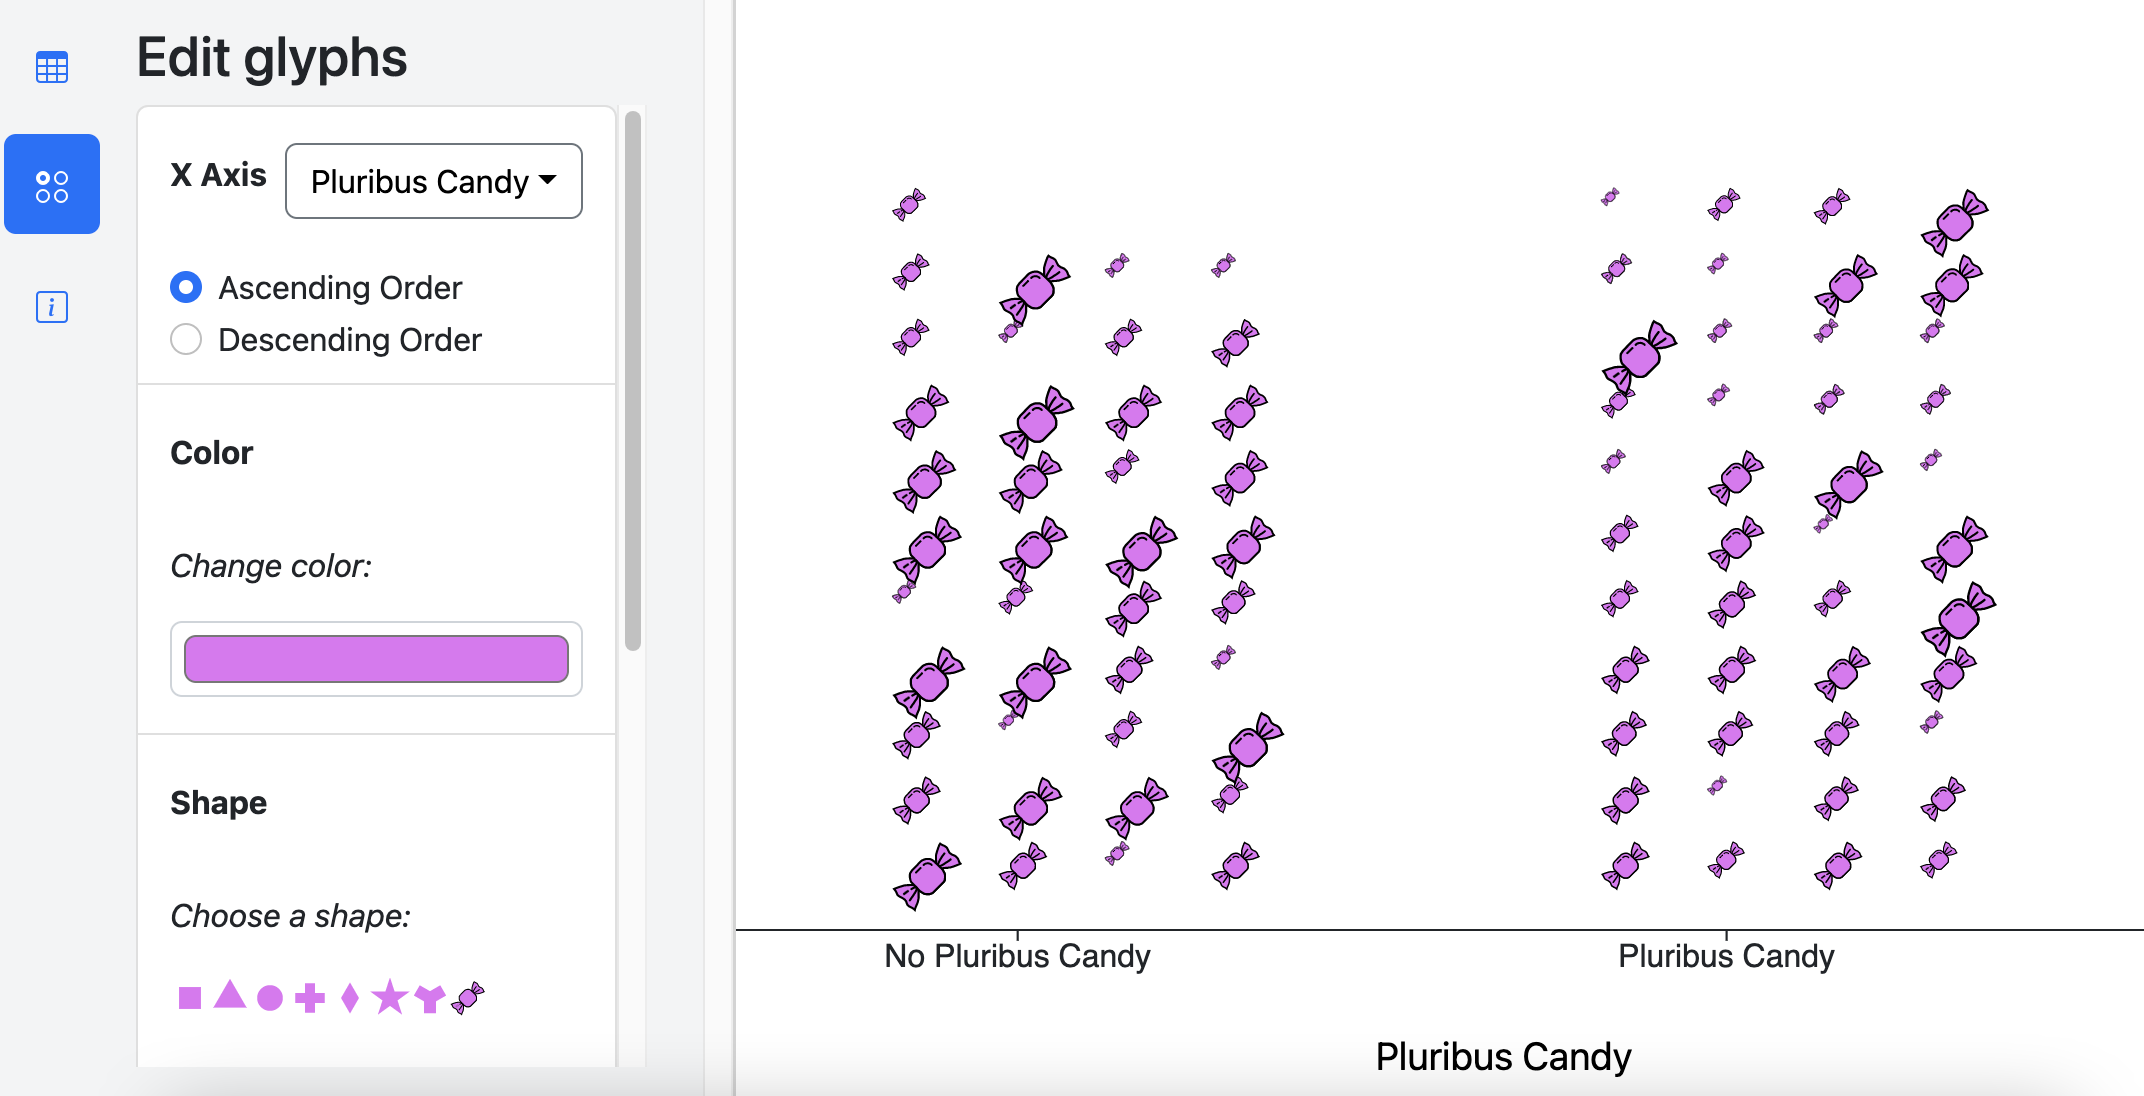 Edit glyphs
X Axis
Pluribus Candy
Ascending Order
Descending Order
Color
Change color:
Shape
Choose a shape:
No Pluribus Candy
Pluribus Candy
Pluribus Candy